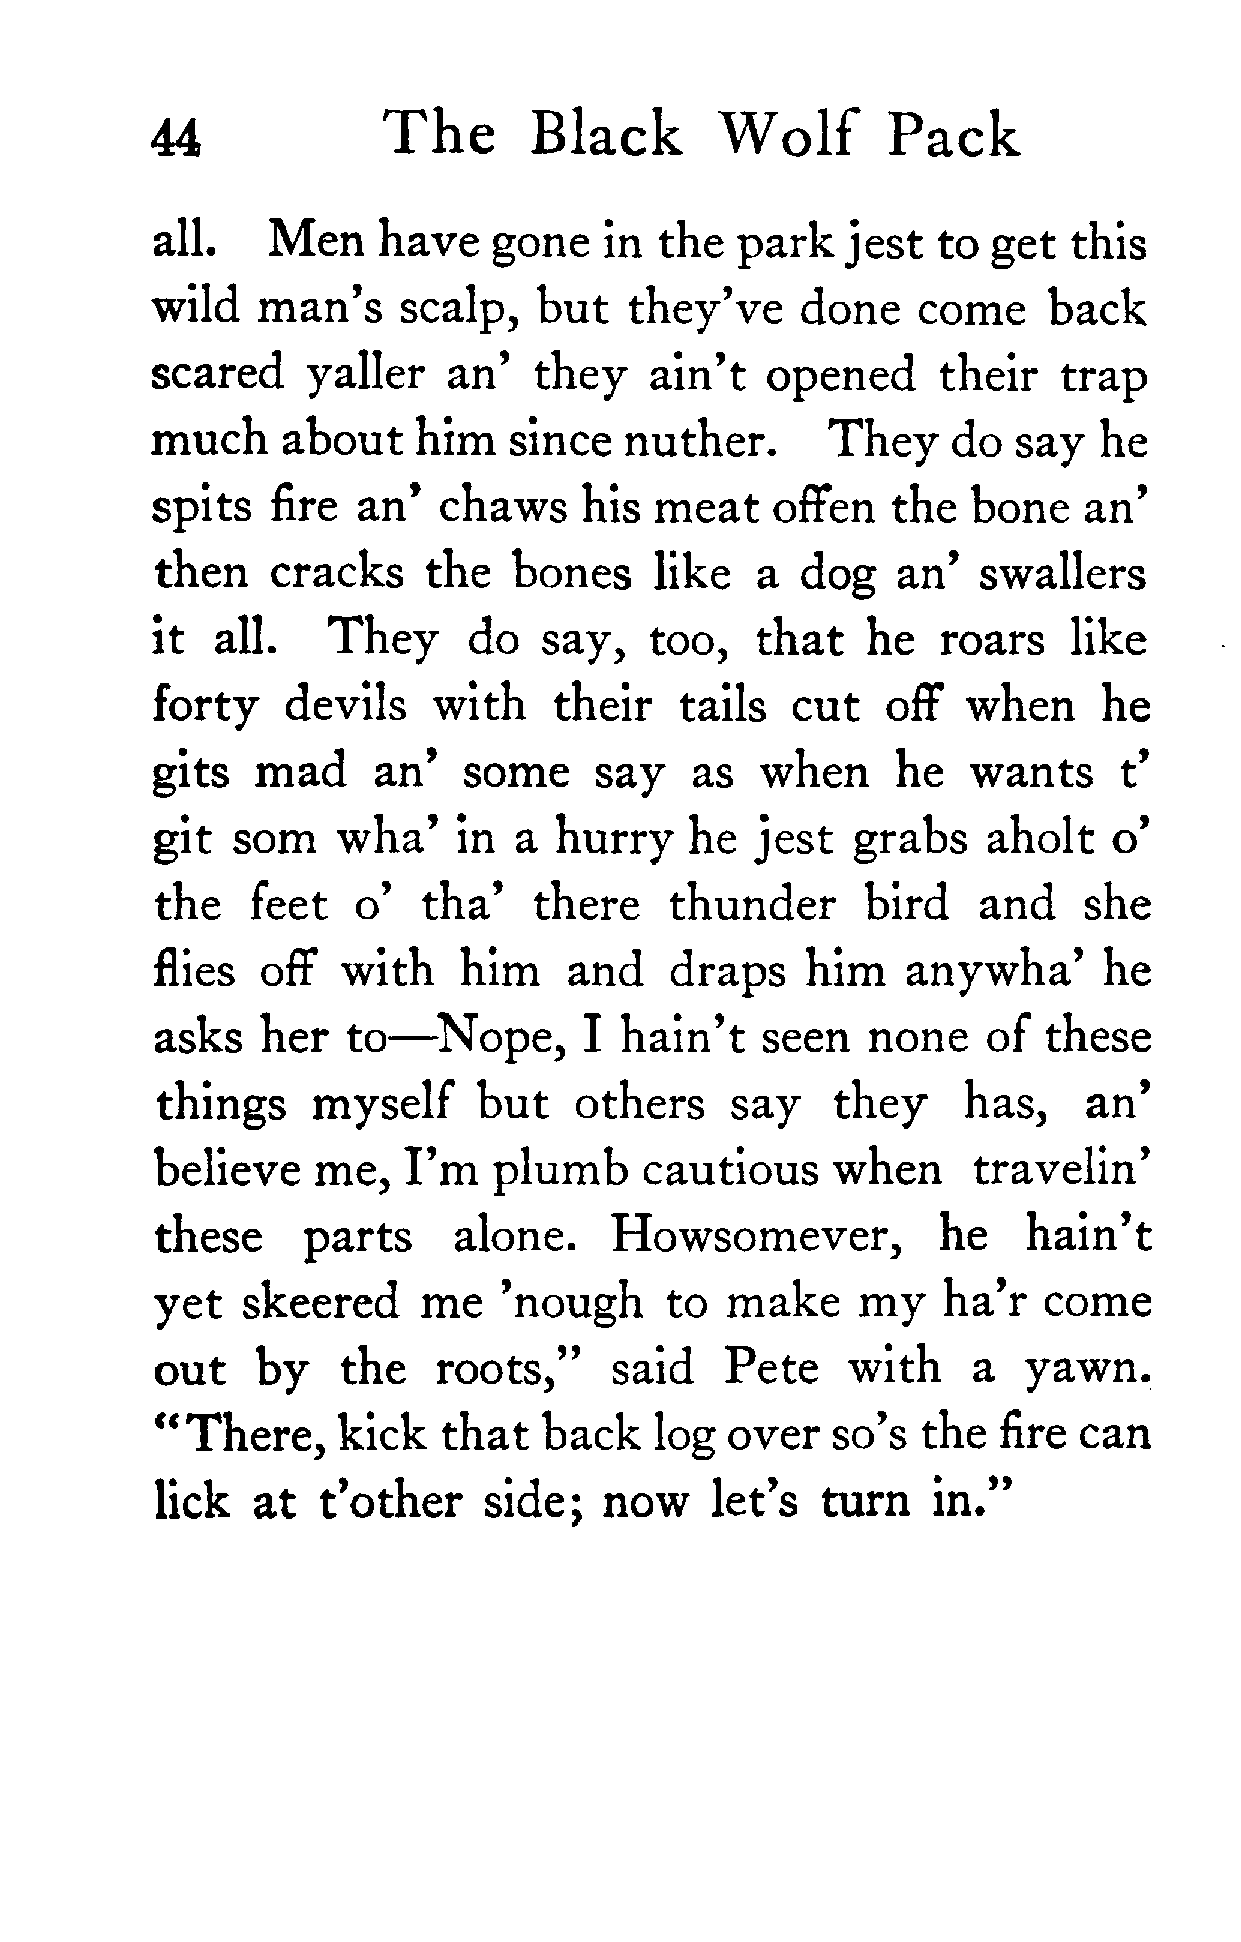 44 The Black Wolf Pack
all. Men have gone in the park jest to get this
wild man's scalp, but they've done come back
scared yaller an' they ain't opened their trap
much about him since nuther. They do say he
spits fire an' chaws his meat offen the bone an'
then cracks the bones like a dog an' swallers
it all. They do say, too, that he roars like
forty devils with their tails cut off when he
gits mad an' some say as when he wants t'
git som wha' in a hurry he jest grabs aholt o'
the feet o' tha' there thunder bird and she
flies off with him and draps him anywha' he
asks her to—Nope, I hain't seen none of these
things myself but others say they has, an'
believe me, I'm plumb cautious when travelin'
these parts alone. Howsomever, he hain't
yet skeered me 'nough to make my ha'r come
out by the roots,” said Pete with a yawn.
“There, kick that back log over so's the fire can
lick at t'other side; now let's turn in.”